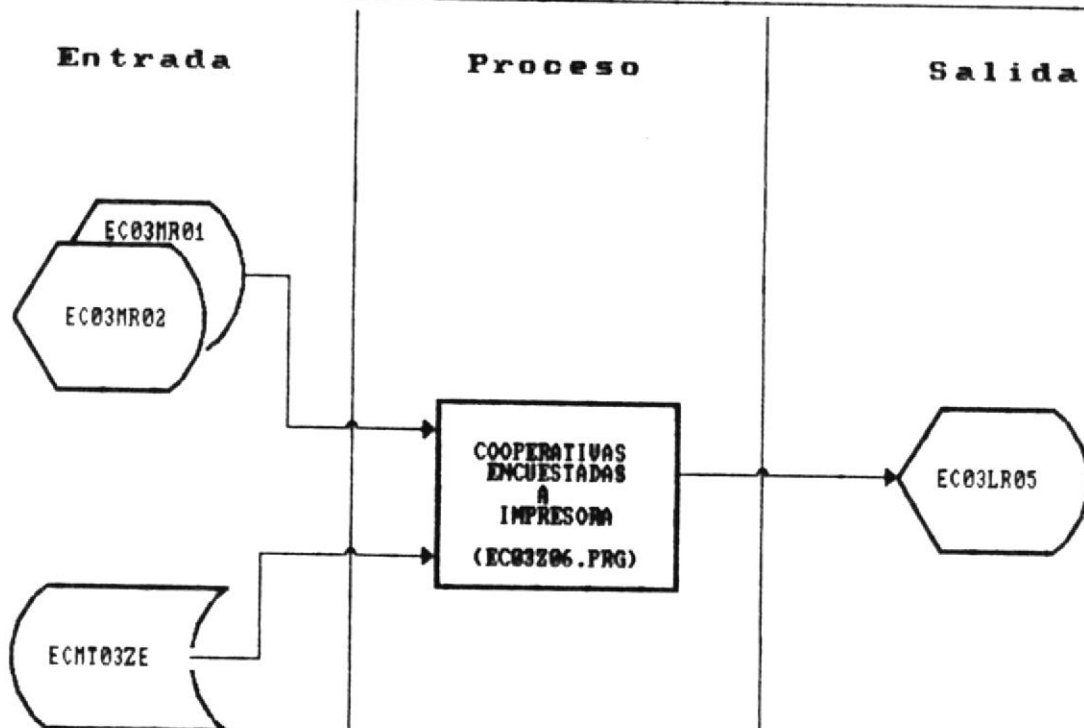 Entrada
Proceso
Salida
EC03MR01
EC03MR02
COOPERATIVAS
ENCUESTADAS
A
IMPRESORA
(EC03Z06.PRG)
EC03LR05
ECMT03ZE